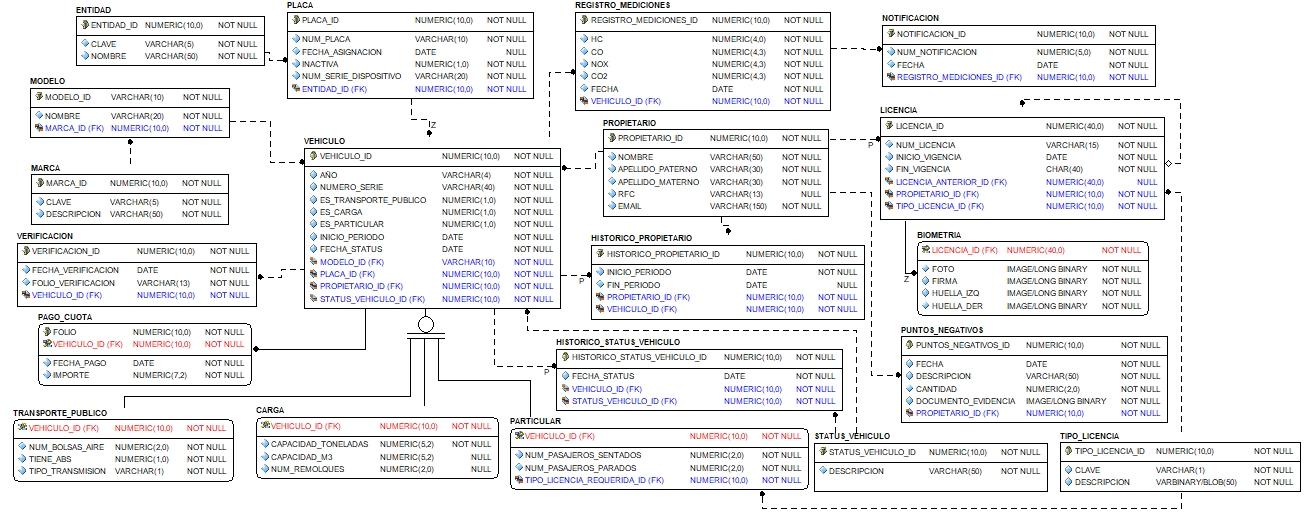 ENTIDAD
ENTIDAD_ID NUMERIC(10,0) NOT NULL
CLAVE VARCHAR(5) NOT NULL
NOMBRE VARCHAR(50) NOT NULL
PLACA
PLACA_ID NUMERIC(10,0) NOT NULL
NUM_PLACA VARCHAR(10) NOT NULL
FECHA_ASIGNACION DATE NULL
INACTIVA NUMERIC(1,0) NOT NULL
NUM_SERIE_DISPOSITIVO VARCHAR(20) NOT NULL
ENTIDAD_ID (FK) NUMERIC(10,0) NOT NULL
REGISTRO_MEDICIONES
REGISTRO_MEDICIONES_ID NUMERIC(10,0) NOT NULL
HC NUMERIC(4,0) NOT NULL
CO NUMERIC(4,3) NOT NULL
NOX NUMERIC(4,3) NOT NULL
CO2 NUMERIC(4,3) NOT NULL
FECHA DATE NOT NULL
VEHICULO_ID (FK) NUMERIC(10,0) NOT NULL
NOTIFICACION
NOTIFICACION_ID NUMERIC(10,0) NOT NULL
NUM_NOTIFICACION NUMERIC(5,0) NOT NULL
FECHA DATE NOT NULL
REGISTRO_MEDICIONES_ID (FK) NUMERIC(10,0) NOT NULL
MODELO
MODELO_ID VARCHAR(10) NOT NULL
NOMBRE VARCHAR(20) NOT NULL
MARCA_ID (FK) NUMERIC(10,0) NOT NULL
Z
MARCA
MARCA_ID NUMERIC(10,0) NOT NULL
CLAVE VARCHAR(5) NOT NULL
DESCRIPCION VARCHAR(50) NOT NULL
VEHICULO
VEHICULO_ID NUMERIC(10,0) NOT NULL
AÑO VARCHAR(4) NOT NULL
NUMERO_SERIE VARCHAR(40) NOT NULL
ES_TRANSPORTE_PUBLICO NUMERIC(1,0) NOT NULL
ES_CARGA NUMERIC(1,0) NOT NULL
ES_PARTICULAR NUMERIC(1,0) NOT NULL
INICIO_PERIODO DATE NOT NULL
FECHA_STATUS DATE NOT NULL
MODELO_ID (FK) VARCHAR(10) NOT NULL
PLACA_ID (FK) NUMERIC(10,0) NOT NULL
PROPIETARIO_ID (FK) NUMERIC(10,0) NOT NULL
STATUS_VEHICULO_ID (FK) NUMERIC(10,0) NOT NULL
PROPIETARIO
PROPIETARIO_ID NUMERIC(10,0) NOT NULL
NOMBRE VARCHAR(50) NOT NULL
APELLIDO_PATERNO VARCHAR(30) NOT NULL
APELLIDO_MATERNO VARCHAR(30) NOT NULL
RFC VARCHAR(13) NOT NULL
EMAIL VARCHAR(150) NOT NULL
P
LICENCIA
LICENCIA_ID NUMERIC(40,0) NOT NULL
NUM_LICENCIA VARCHAR(15) NOT NULL
INICIO_VIGENCIA DATE NOT NULL
FIN_VIGENCIA CHAR(40) NOT NULL
LICENCIA_ANTERIOR_ID (FK) NUMERIC(40,0) NULL
PROPIETARIO_ID (FK) NUMERIC(10,0) NOT NULL
TIPO_LICENCIA_ID (FK) NUMERIC(10,0) NOT NULL
VERIFICACION
VERIFICACION_ID NUMERIC(10,0) NOT NULL
FECHA_VERIFICACION DATE NOT NULL
FOLIO_VERIFICACION VARCHAR(13) NOT NULL
VEHICULO_ID (FK) NUMERIC(10,0) NOT NULL
HISTORICO_PROPIETARIO
HISTORICO_PROPIETARIO_ID NUMERIC(10,0) NOT NULL
INICIO_PERIODO DATE NOT NULL
FIN_PERIODO DATE NULL
PROPIETARIO_ID (FK) NUMERIC(10,0) NOT NULL
VEHICULO_ID (FK) NUMERIC(10,0) NOT NULL
P
BIOMETRIA
LICENCIA_ID (FK) NUMERIC(40,0) NOT NULL
FOTO IMAGE/LONG BINARY NOT NULL
FIRMA IMAGE/LONG BINARY NOT NULL
HUELLA_IZQ IMAGE/LONG BINARY NOT NULL
HUELLA_DER IMAGE/LONG BINARY NOT NULL
Z
PAGO_CUOTA
FOLIO NUMERIC(10,0) NOT NULL
VEHICULO_ID (FK) NUMERIC(10,0) NOT NULL
FECHA_PAGO DATE NOT NULL
IMPORTE NUMERIC(7,2) NOT NULL
HISTORICO_STATUS_VEHICULO
HISTORICO_STATUS_VEHICULO_ID NUMERIC(10,0) NOT NULL
FECHA_STATUS DATE NOT NULL
VEHICULO_ID (FK) NUMERIC(10,0) NOT NULL
STATUS_VEHICULO_ID (FK) NUMERIC(10,0) NOT NULL
P
PUNTOS_NEGATIVOS
PUNTOS_NEGATIVOS_ID NUMERIC(10,0) NOT NULL
FECHA DATE NOT NULL
DESCRIPCION VARCHAR(50) NOT NULL
CANTIDAD NUMERIC(2,0) NOT NULL
DOCUMENTO_EVIDENCIA IMAGE/LONG BINARY NOT NULL
PROPIETARIO_ID (FK) NUMERIC(10,0) NOT NULL
TRANSPORTE_PUBLICO
VEHICULO_ID (FK) NUMERIC(10,0) NOT NULL
NUM_BOLSAS_AIRE NUMERIC(2,0) NOT NULL
TIENE_ABS NUMERIC(1,0) NOT NULL
TIPO_TRANSMISION VARCHAR(1) NOT NULL
CARGA
VEHICULO_ID (FK) NUMERIC(10,0) NOT NULL
CAPACIDAD_TONELADAS NUMERIC(5,2) NOT NULL
CAPACIDAD_M3 NUMERIC(5,2) NULL
NUM_REMOLQUES NUMERIC(2,0) NULL
PARTICULAR
VEHICULO_ID (FK) NUMERIC(10,0) NOT NULL
NUM_PASAJEROS_SENTADOS NUMERIC(2,0) NOT NULL
NUM_PASAJEROS_PARADOS NUMERIC(2,0) NOT NULL
TIPO_LICENCIA_REQUERIDA_ID (FK) NUMERIC(10,0) NOT NULL
STATUS_VEHICULO
STATUS_VEHICULO_ID NUMERIC(10,0) NOT NULL
DESCRIPCION VARCHAR(50) NOT NULL
TIPO_LICENCIA
TIPO_LICENCIA_ID NUMERIC(10,0) NOT NULL
CLAVE VARCHAR(1) NOT NULL
DESCRIPCION VARBINARY/BLOB(50) NOT NULL